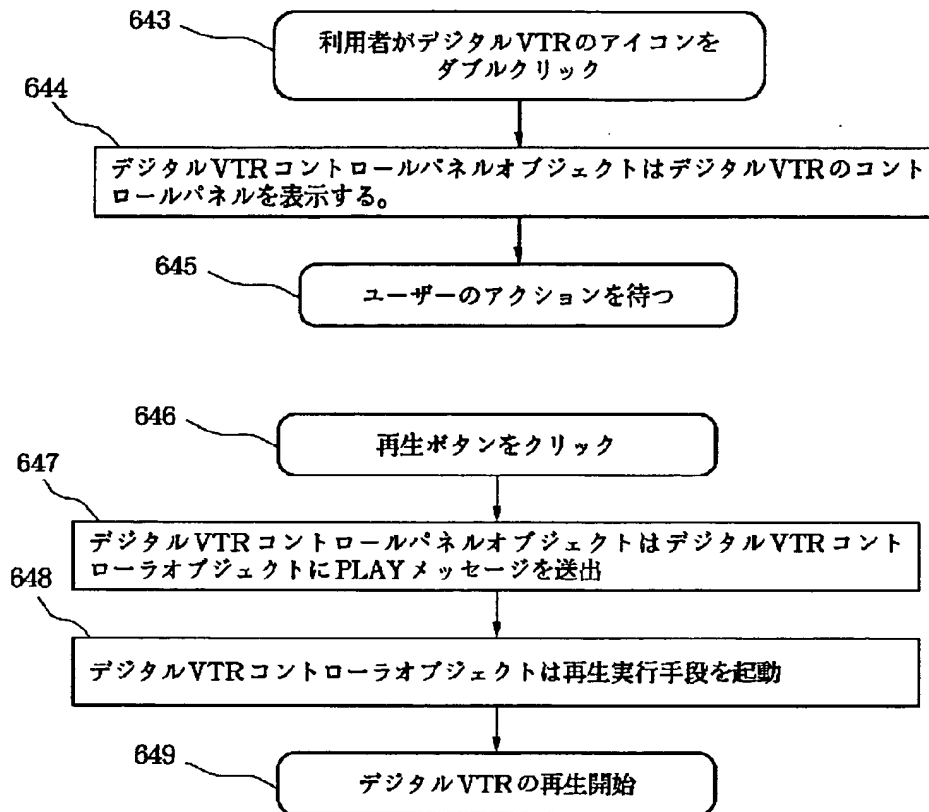 643
利用者がデジタルVTRのアイコンを
ダブルクリック
644
デジタルVTRコントロールパネルオブジェクトはデジタルVTRのコント
ロールパネルを表示する。
645
ユーザーのアクションを待つ
646
再生ボタンをクリック
647
デジタルVTRコントロールパネルオブジェクトはデジタルVTRコント
ローラオブジェクトにPLAYメッセージを送出
648
デジタルVTRコントローラオブジェクトは再生実行手段を起動
649
デジタルVTRの再生開始